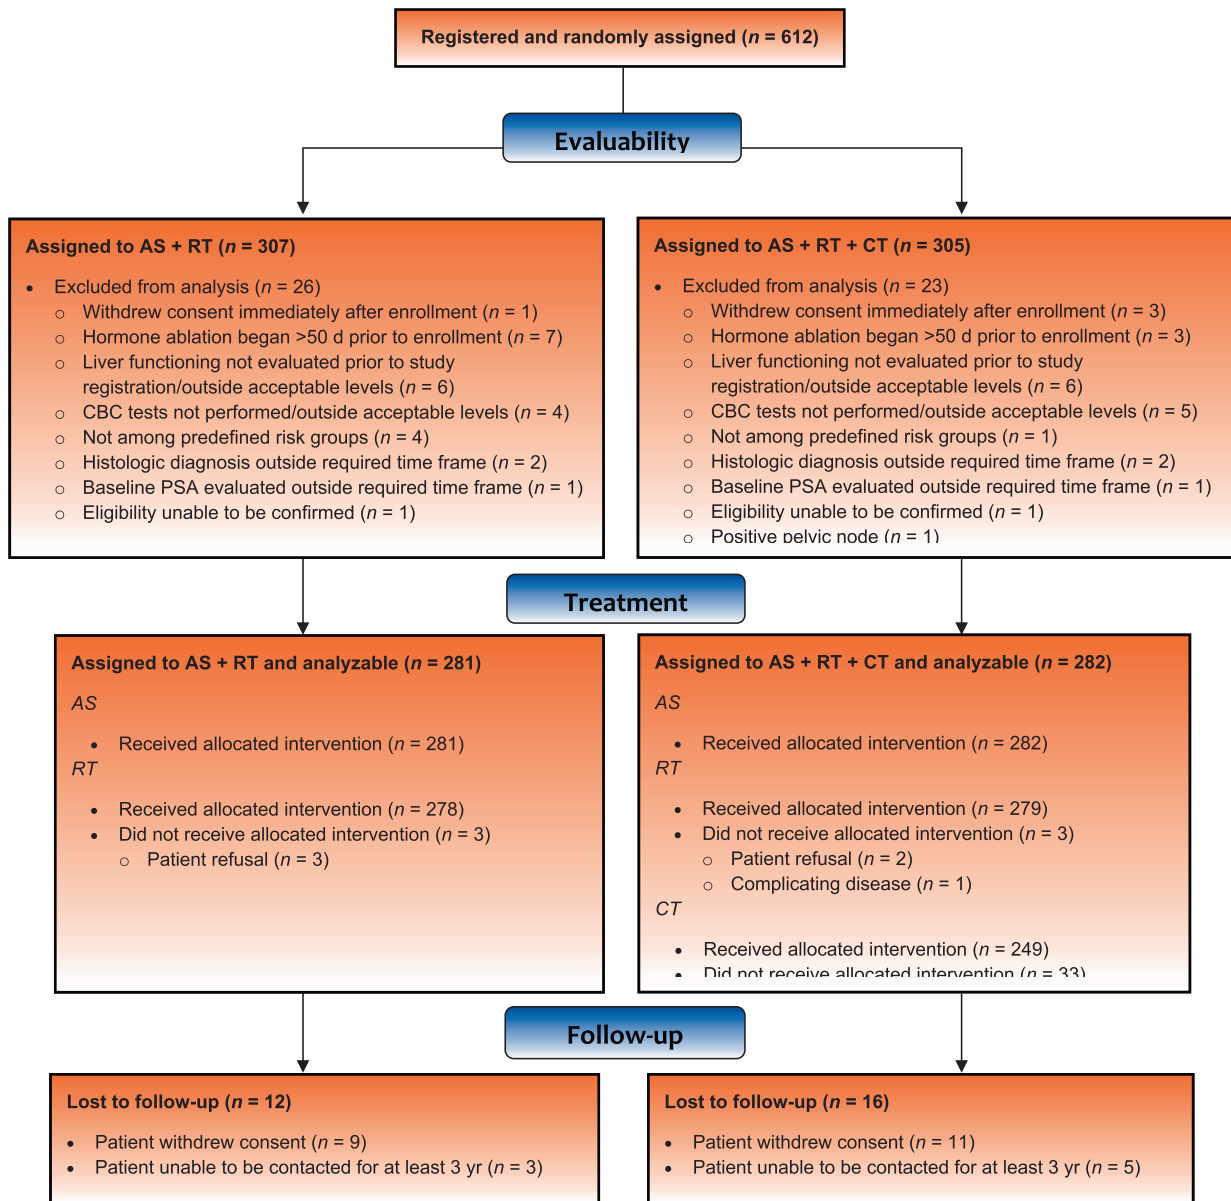 Registered and randomly assigned (n = 612)
Evaluability
Assigned to AS + RT (n = 307)
• Excluded from analysis (n = 26)
o Withdrew consent immediately after enrollment (n = 1)
o Hormone ablation began >50 d prior to enrollment (n = 7)
o Liver functioning not evaluated prior to study
registration/outside acceptable levels (n = 6)
o CBC tests not performed/outside acceptable levels (n = 4)
o Not among predefined risk groups (n = 4)
o Histologic diagnosis outside required time frame (n = 2)
o Baseline PSA evaluated outside required time frame (n = 1)
o Eligibility unable to be confirmed (n = 1)
Assigned to AS + RT + CT (n = 305)
• Excluded from analysis (n = 23)
o Withdrew consent immediately after enrollment (n = 3)
o Hormone ablation began >50 d prior to enrollment (n = 3)
o Liver functioning not evaluated prior to study
registration/outside acceptable levels (n = 6)
o CBC tests not performed/outside acceptable levels (n = 5)
o Not among predefined risk groups (n = 1)
o Histologic diagnosis outside required time frame (n = 2)
o Baseline PSA evaluated outside required time frame (n = 1)
o Eligibility unable to be confirmed (n = 1)
o Positive pelvic node (n = 1)
Treatment
Assigned to AS + RT and analyzable (n = 281)
AS
• Received allocated intervention (n = 281)
RT
• Received allocated intervention (n = 278)
• Did not receive allocated intervention (n = 3)
o Patient refusal (n = 3)
Assigned to AS + RT + CT and analyzable (n = 282)
AS
• Received allocated intervention (n = 282)
RT
• Received allocated intervention (n = 279)
• Did not receive allocated intervention (n = 3)
o Patient refusal (n = 2)
o Complicating disease (n = 1)
CT
• Received allocated intervention (n = 249)
• Did not receive allocated intervention (n = 33)
Follow-up
Lost to follow-up (n = 12)
• Patient withdrew consent (n = 9)
• Patient unable to be contacted for at least 3 yr (n = 3)
Lost to follow-up (n = 16)
• Patient withdrew consent (n = 11)
• Patient unable to be contacted for at least 3 yr (n = 5)